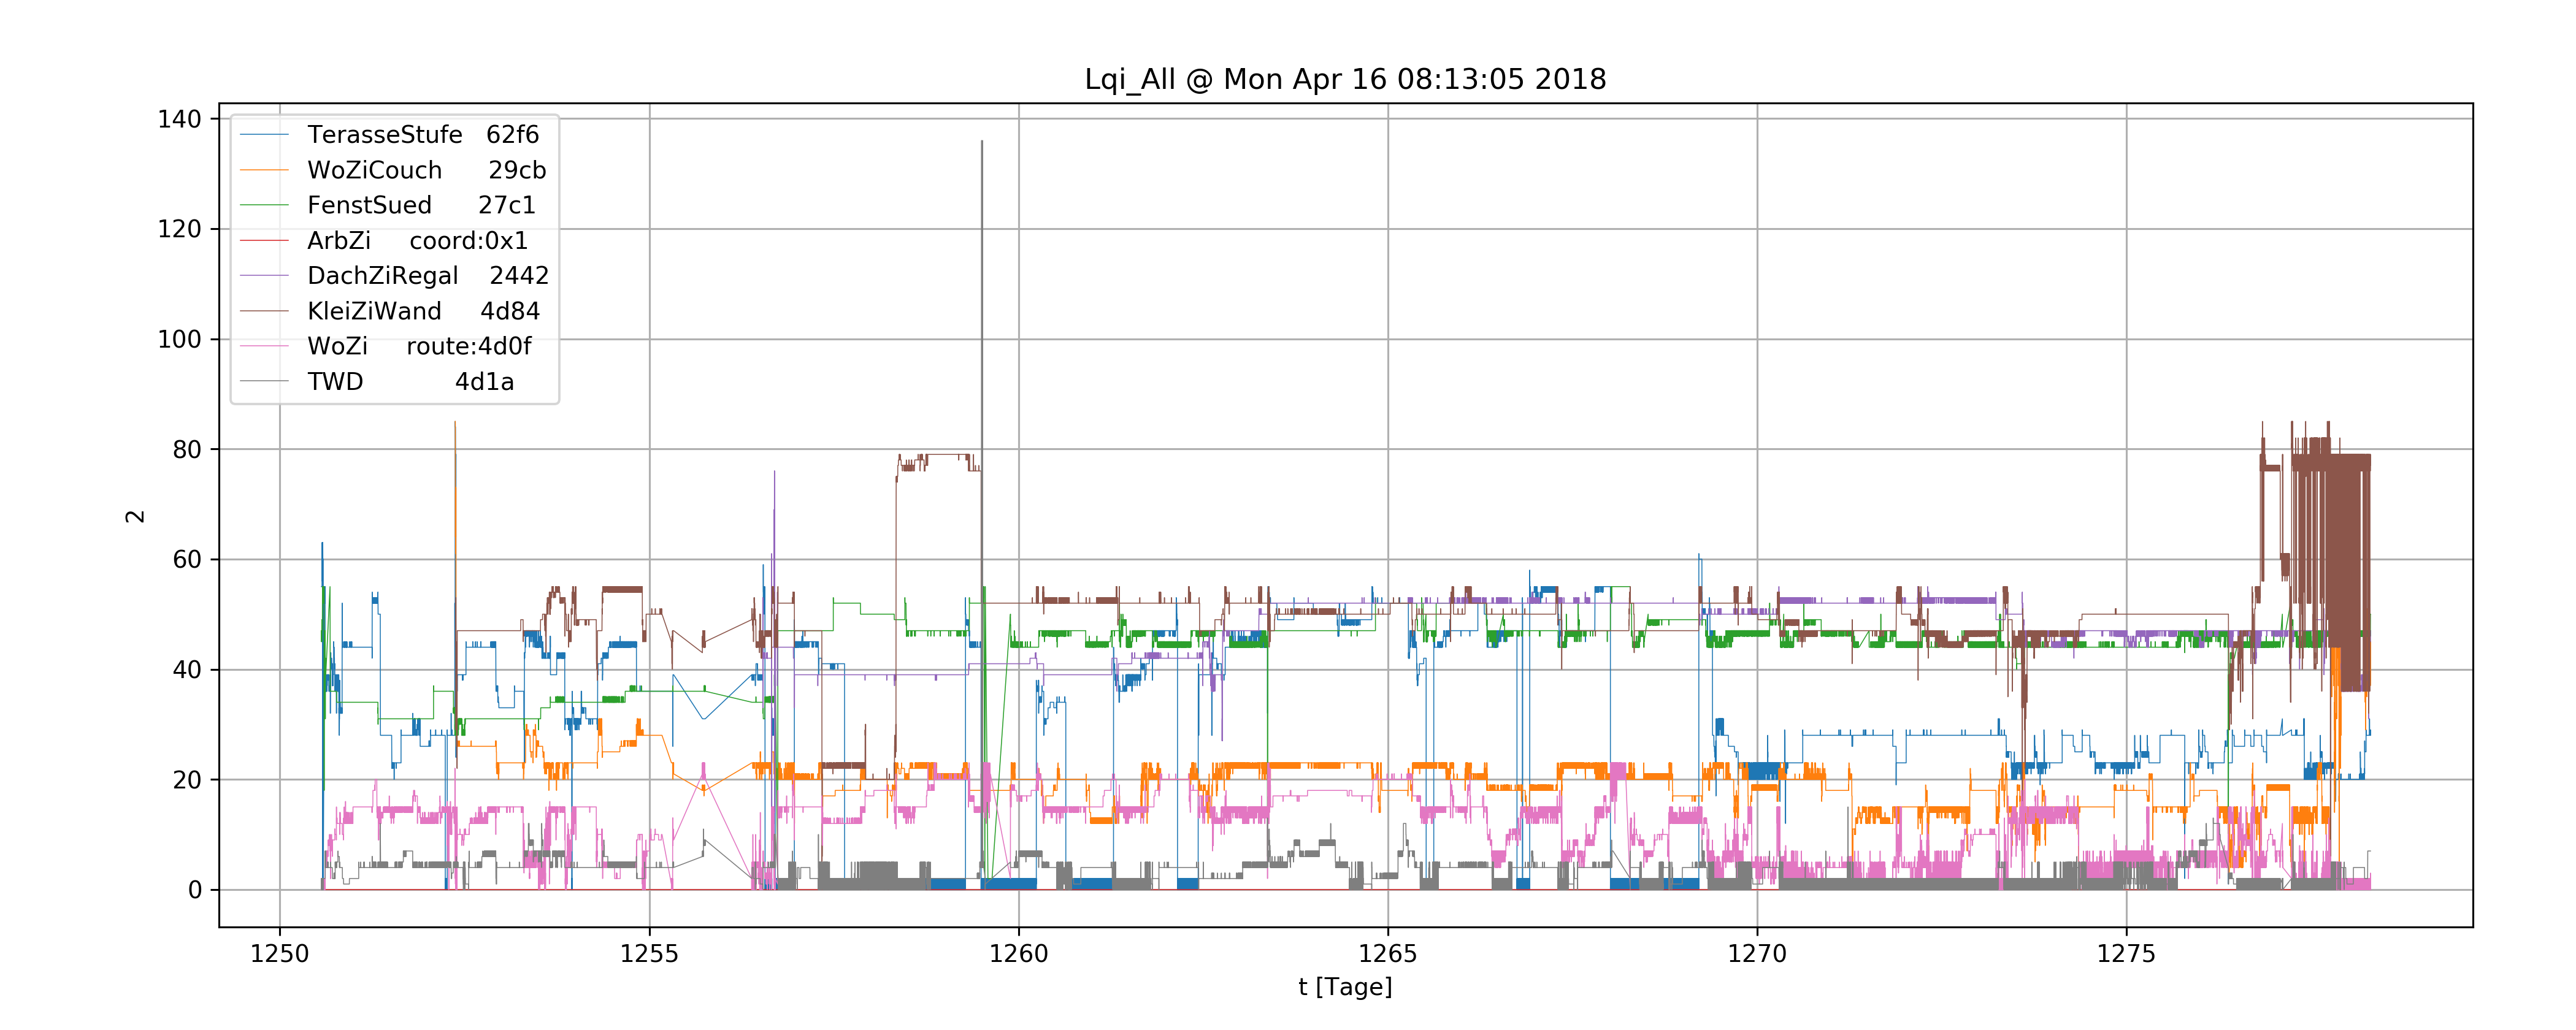 Lqi_All @ Mon Apr 16 08:13:05 2018
140
120
100
80
60
40
20
0
2
TerasseStufe 62f6
WoZiCouch 29cb
FenstSued 27c1
ArbZi coord:0x1
DachZiRegal 2442
KleiZiWand 4d84
WoZi route:4d0f
TWD 4d1a
1250 1255 1260 1265 1270 1275
t [Tage]